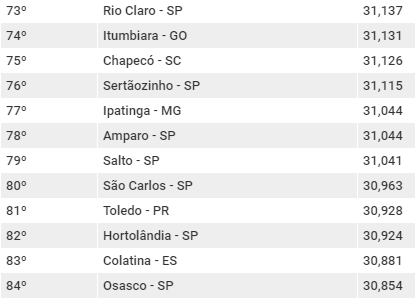 73º Rio Claro - SP 31,137
74º Itumbiara - GO 31,131
75º Chapecó - SC 31,126
76º Sertãozinho - SP 31,115
77º Ipatinga - MG 31,044
78º Amparo - SP 31,044
79º Salto - SP 31,041
80º São Carlos - SP 30,963
81º Toledo - PR 30,928
82º Hortolândia - SP 30,924
83º Colatina - ES 30,881
84º Osasco - SP 30,854